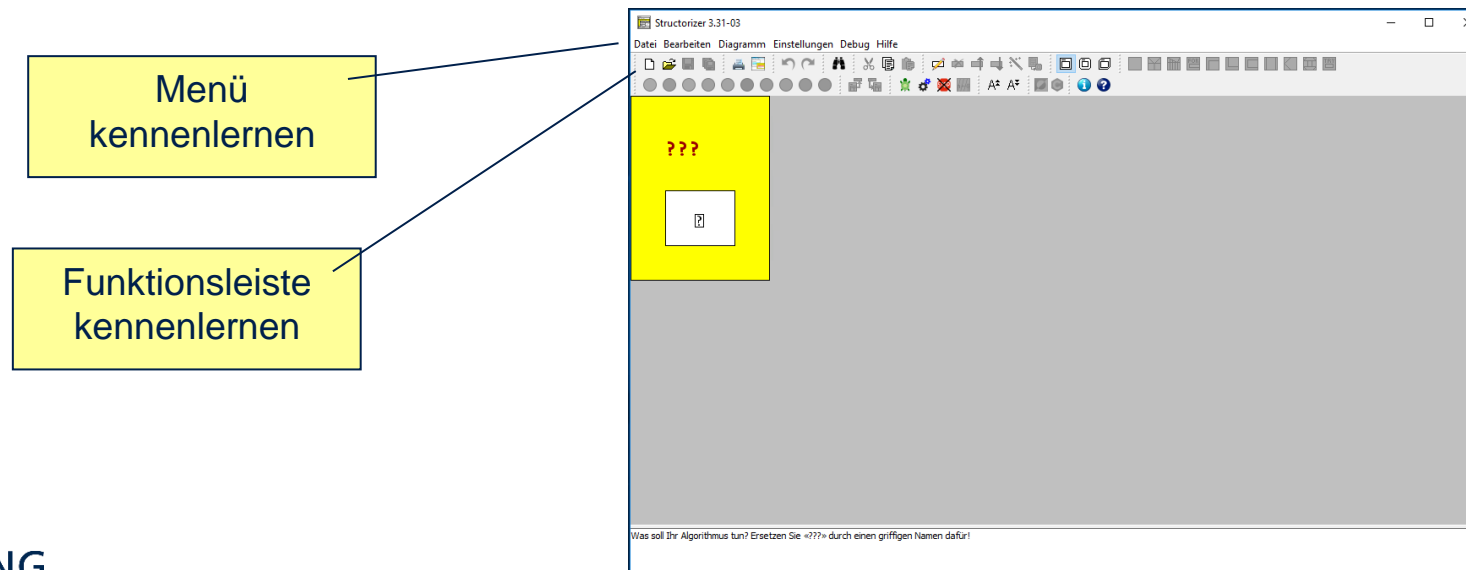 Menü
kennenlernen
Funktionsleiste
kennenlernen
Structorizer 3.31-03
Datei Bearbeiten Diagramm Einstellungen Debug Hilfe
???
Was soll Ihr Algorithmus tun? Ersetzen Sie «???» durch einen griffigen Namen dafür!
NG